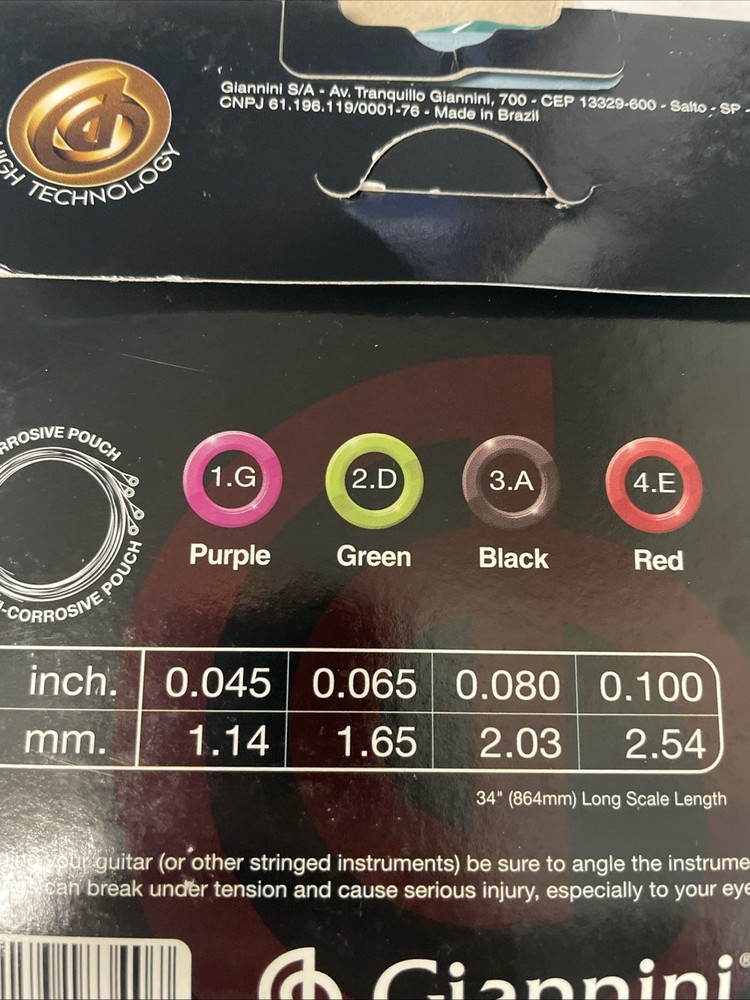 Giannini S/A - Av. Tranquillo Giannini, 700 - CEP 13329-600 - Salto - SP -
CNPJ 61.196.119/0001-76 - Made in Brazil
HIGH TECHNOLOGY
RROSIVE POUCH
I-CORROSIVE POUCH
1.G 2.D 3.A 4.E
Purple Green Black Red
inch. 0.045 0.065 0.080 0.100
mm. 1.14 1.65 2.03 2.54
34" (864mm) Long Scale Length
your guitar (or other stringed instruments) be sure to angle the instrume
can break under tension and cause serious injury, especially to your eye
Giannini®